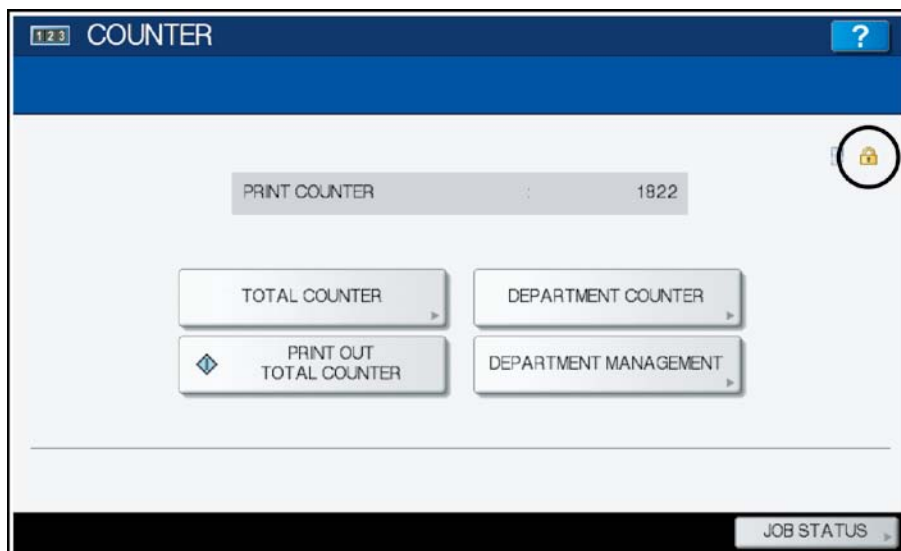 123 COUNTER
?
PRINT COUNTER : 1822
TOTAL COUNTER
DEPARTMENT COUNTER
PRINT OUT
TOTAL COUNTER
DEPARTMENT MANAGEMENT
JOB STATUS